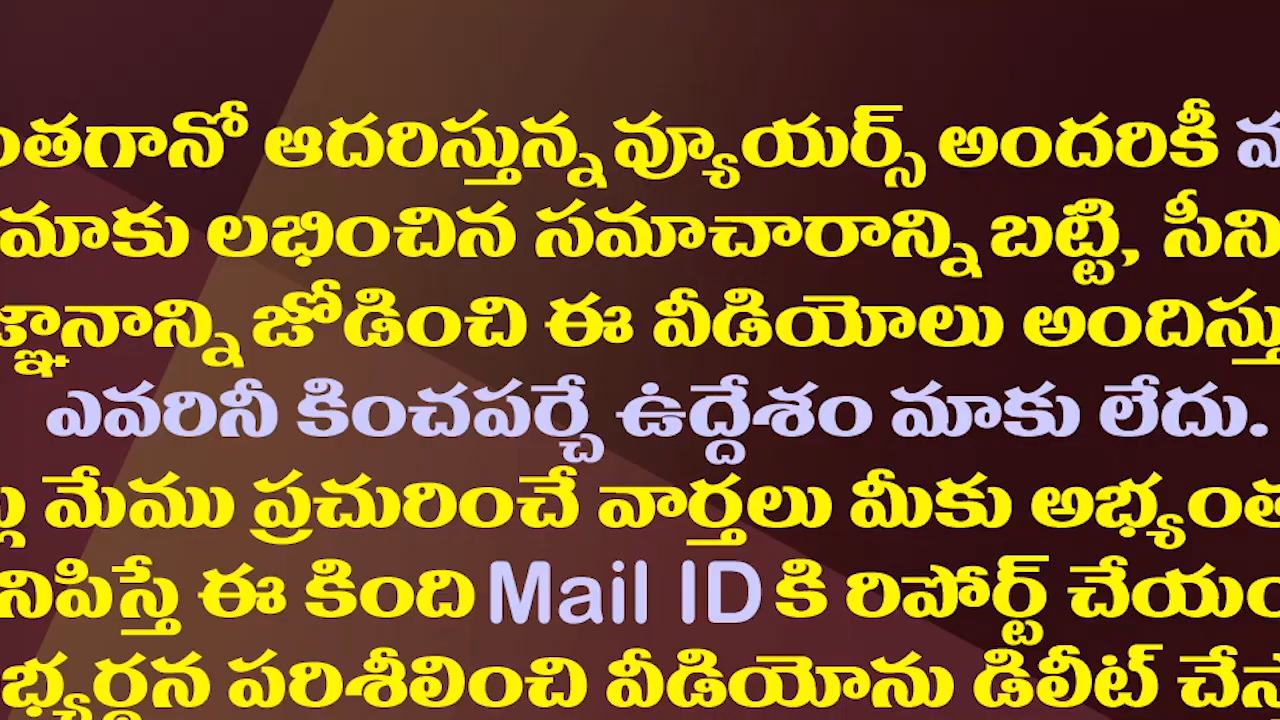 ంతగానో ఆదరిస్తున్న వ్యూయర్స్ అందరికీ
మాకు లభించిన సమాచారాన్ని బట్టి, సీని
జ్ఞానాన్ని జోడించి ఈ వీడియోలు అందిస్తు
ఎవరినీ కించపర్చే ఉద్దేశం మాకు లేదు.
మేము ప్రచురించే వార్తలు మీకు అభ్యంత
నిపిస్తే ఈ కింది Mail ID కి రిపోర్ట్ చేయం
భ్యర్థన పరిశీలించి వీడియోను డిలీట్ చేస